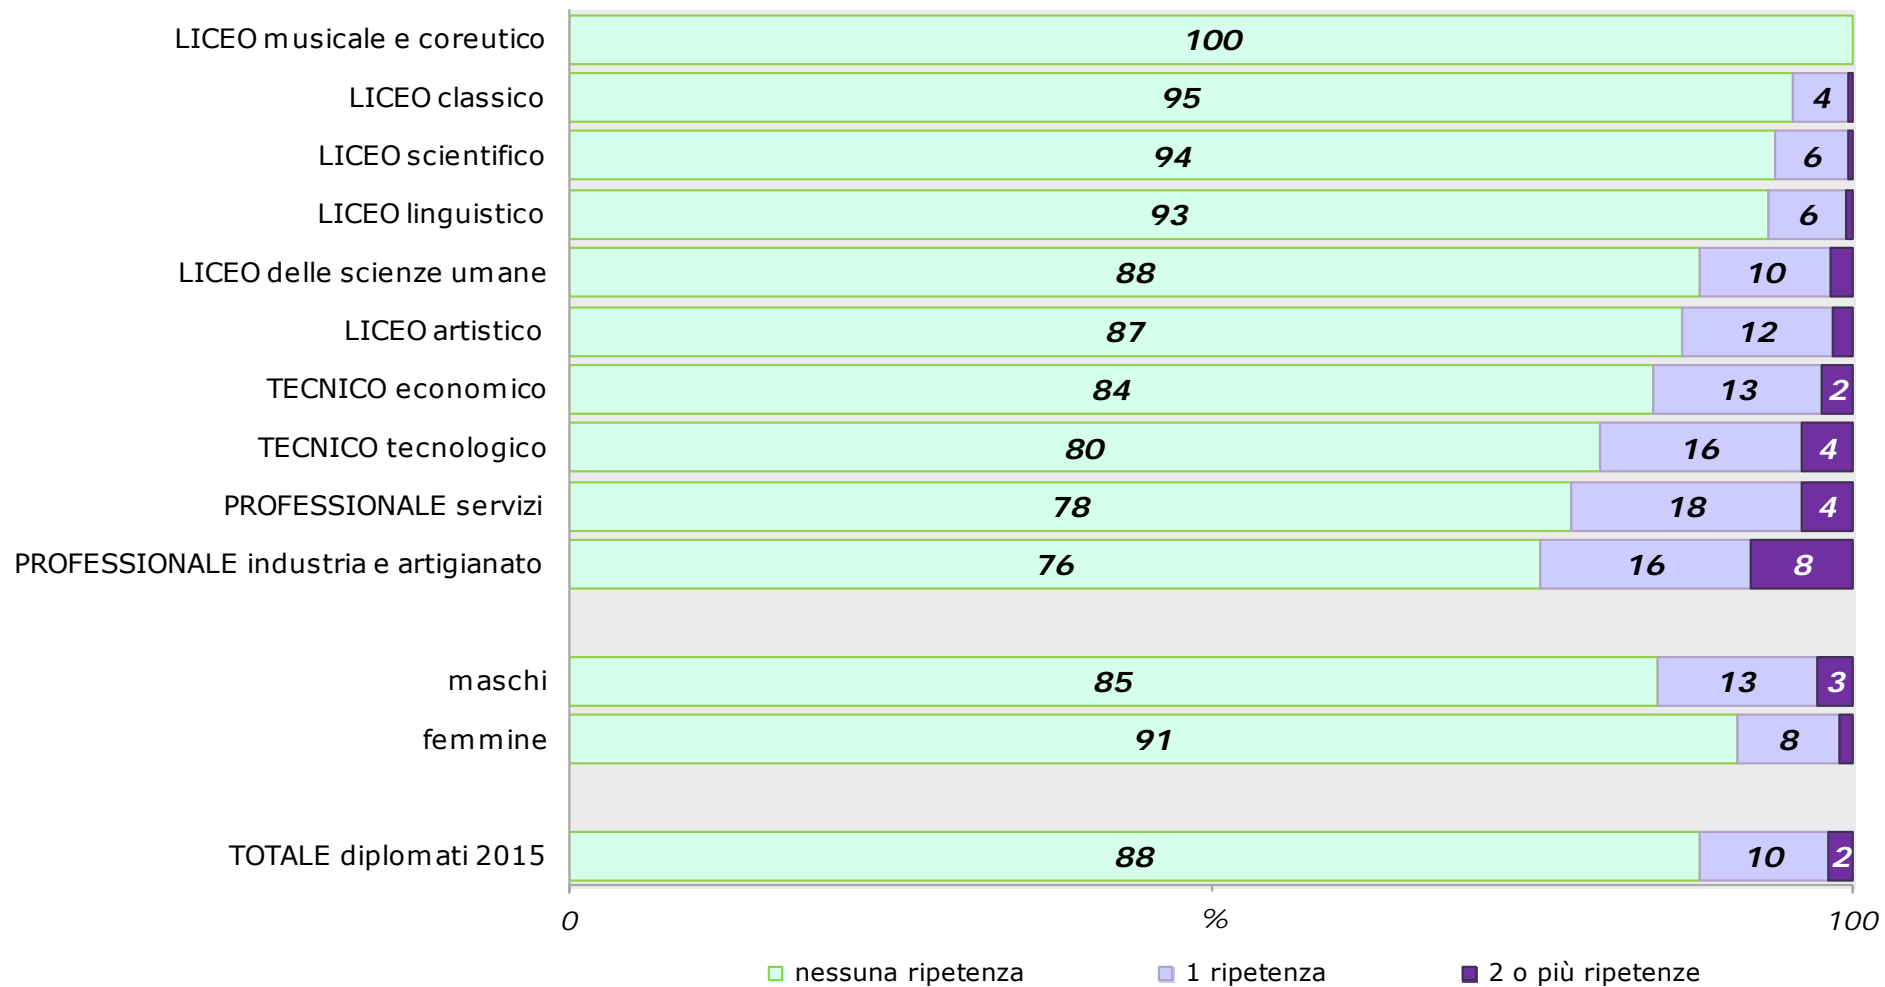 LICEO musicale e coreutico 100
LICEO classico 95 4
LICEO scientifico 94 6
LICEO linguistico 93 6
LICEO delle scienze umane 88 10
LICEO artistico 87 12
TECNICO economico 84 13 2
TECNICO tecnologico 80 16 4
PROFESSIONALE servizi 78 18 4
PROFESSIONALE industria e artigianato 76 16 8
maschi 85 13 3
femmine 91 8
TOTALE diplomati 2015 88 10 2
0 % 100
nessuna ripetenza 1 ripetenza 2 o più ripetenze